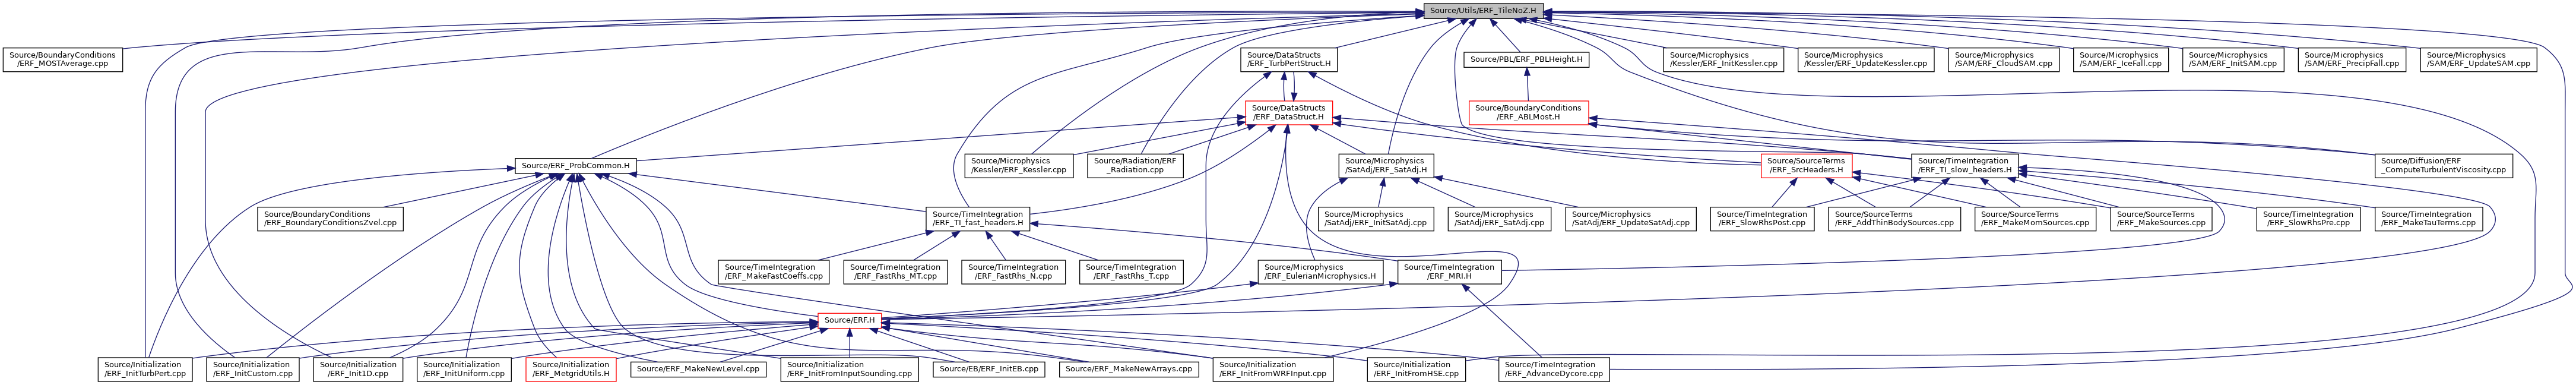 Source/Utils/ERF_TileNoZ.H
Source/BoundaryConditions
/ERF_MOSTAverage.cpp
Source/DataStructs
/ERF_TurbPertStruct.H
Source/PBL/ERF_PBLHeight.H
Source/Microphysics
/Kessler/ERF_InitKessler.cpp
Source/Microphysics
/Kessler/ERF_UpdateKessler.cpp
Source/Microphysics
/SAM/ERF_CloudSAM.cpp
Source/Microphysics
/SAM/ERF_IceFall.cpp
Source/Microphysics
/SAM/ERF_InitSAM.cpp
Source/Microphysics
/SAM/ERF_PrecipFall.cpp
Source/Microphysics
/SAM/ERF_UpdateSAM.cpp
Source/DataStructs
/ERF_DataStruct.H
Source/BoundaryConditions
/ERF_ABLMost.H
Source/ERF_ProbCommon.H
Source/Microphysics
/Kessler/ERF_Kessler.cpp
Source/Radiation/ERF
_Radiation.cpp
Source/Microphysics
/SatAdj/ERF_SatAdj.H
Source/SourceTerms
/ERF_SrcHeaders.H
Source/TimeIntegration
/ERF_TI_slow_headers.H
Source/Diffusion/ERF
_ComputeTurbulentViscosity.cpp
Source/BoundaryConditions
/ERF_BoundaryConditionsZvel.cpp
Source/TimeIntegration
/ERF_TI_fast_headers.H
Source/Microphysics
/SatAdj/ERF_InitSatAdj.cpp
Source/Microphysics
/SatAdj/ERF_SatAdj.cpp
Source/Microphysics
/SatAdj/ERF_UpdateSatAdj.cpp
Source/TimeIntegration
/ERF_SlowRhsPost.cpp
Source/SourceTerms
/ERF_AddThinBodySources.cpp
Source/SourceTerms
/ERF_MakeMomSources.cpp
Source/SourceTerms
/ERF_MakeSources.cpp
Source/TimeIntegration
/ERF_SlowRhsPre.cpp
Source/TimeIntegration
/ERF_MakeTauTerms.cpp
Source/TimeIntegration
/ERF_MakeFastCoeffs.cpp
Source/TimeIntegration
/ERF_FastRhs_MT.cpp
Source/TimeIntegration
/ERF_FastRhs_N.cpp
Source/TimeIntegration
/ERF_FastRhs_T.cpp
Source/Microphysics
/ERF_EulerianMicrophysics.H
Source/TimeIntegration
/ERF_MRI.H
Source/ERF.H
Source/Initialization
/ERF_InitTurbPert.cpp
Source/Initialization
/ERF_InitCustom.cpp
Source/Initialization
/ERF_Init1D.cpp
Source/Initialization
/ERF_InitUniform.cpp
Source/Initialization
/ERF_MetgridUtils.H
Source/ERF_MakeNewLevel.cpp
Source/Initialization
/ERF_InitFromInputSounding.cpp
Source/EB/ERF_InitEB.cpp
Source/ERF_MakeNewArrays.cpp
Source/Initialization
/ERF_InitFromWRFInput.cpp
Source/Initialization
/ERF_InitFromHSE.cpp
Source/TimeIntegration
/ERF_AdvanceDycore.cpp